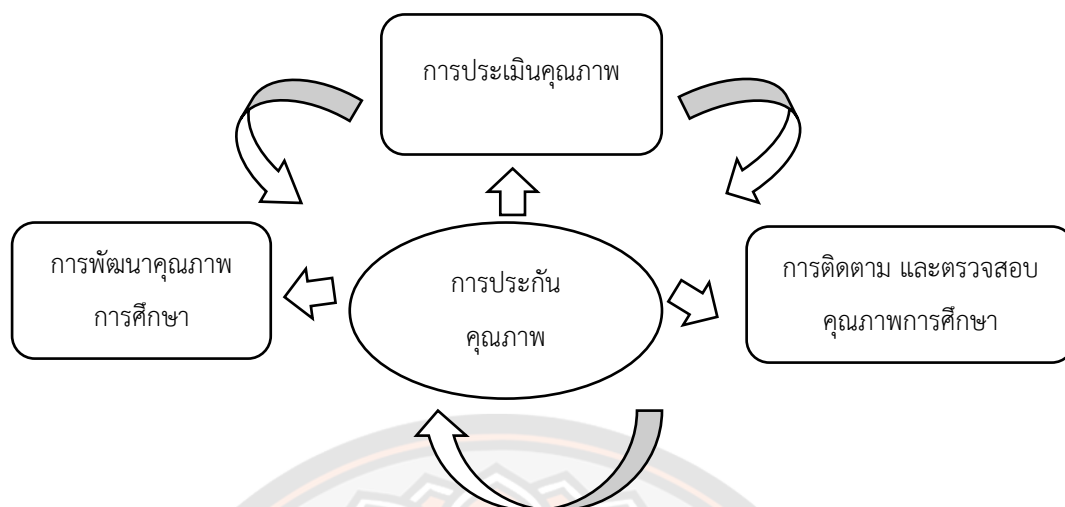 การประเมินคุณภาพ
การพัฒนาคุณภาพ
การศึกษา
การประกัน
คุณภาพ
การติดตาม และตรวจสอบ
คุณภาพการศึกษา